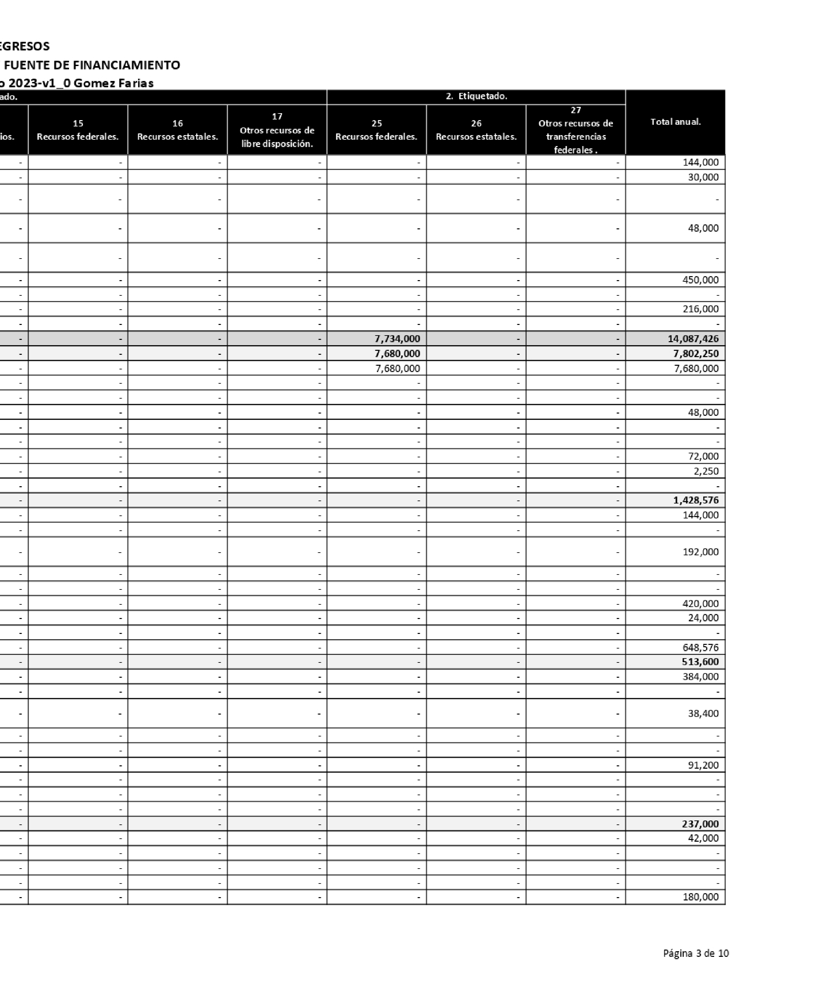 EGRESOS
FUENTE DE FINANCIAMIENTO
o 2023-v1_0 Gomez Farias
ado. 2. Etiquetado. Total anual.
ios. 15 Recursos federales. 16 Recursos estatales. 17 Otros recursos de libre disposición. 25 Recursos federales. 26 Recursos estatales. 27 Otros recursos de transferencias federales .
- - - - - - - 144,000
- - - - - - - 30,000
- - - - - - - -
- - - - - - - 48,000
- - - - - - - -
- - - - - - - 450,000
- - - - - - - -
- - - - - - - 216,000
- - - - - - - -
- - - - 7,734,000 - - 14,087,426
- - - - 7,680,000 - - 7,802,250
- - - - 7,680,000 - - 7,680,000
- - - - - - - -
- - - - - - - -
- - - - - - - 48,000
- - - - - - - -
- - - - - - - -
- - - - - - - 72,000
- - - - - - - 2,250
- - - - - - - -
- - - - - - - 1,428,576
- - - - - - - 144,000
- - - - - - - -
- - - - - - - 192,000
- - - - - - - -
- - - - - - - -
- - - - - - - 420,000
- - - - - - - 24,000
- - - - - - - -
- - - - - - - 648,576
- - - - - - - 513,600
- - - - - - - 384,000
- - - - - - - -
- - - - - - - 38,400
- - - - - - - -
- - - - - - - -
- - - - - - - 91,200
- - - - - - - -
- - - - - - - -
- - - - - - - -
- - - - - - - 237,000
- - - - - - - 42,000
- - - - - - - -
- - - - - - - -
- - - - - - - -
- - - - - - - 180,000
Página 3 de 10